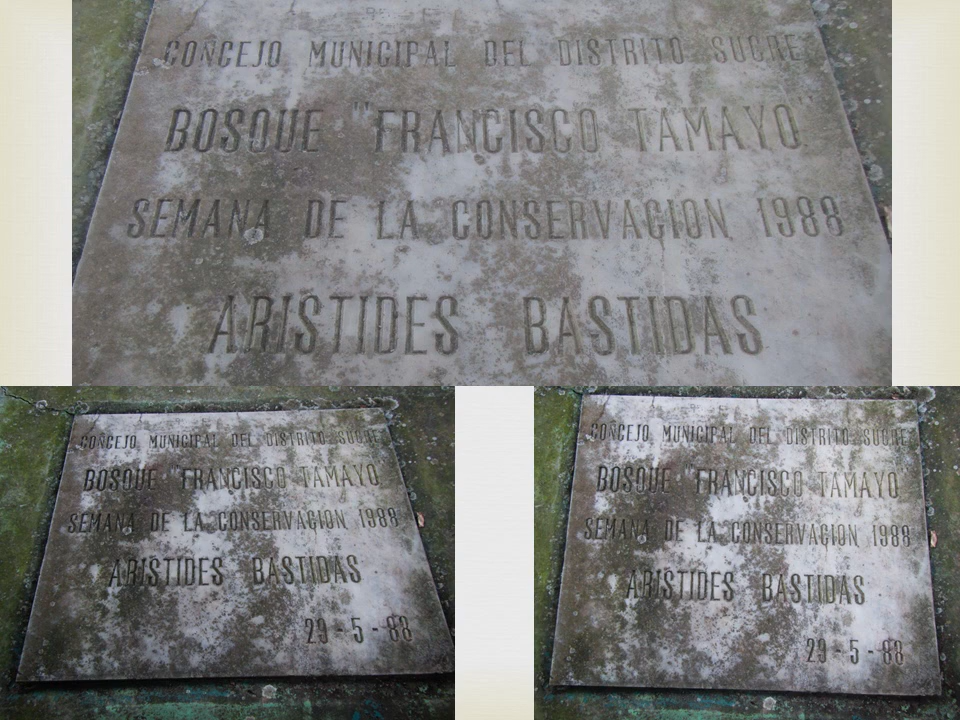 CONCEJO MUNICIPAL DEL DISTRITO SUCRE
BOSQUE "FRANCISCO TAMAYO"
SEMANA DE LA CONSERVACION 1988
ARISTIDES BASTIDAS
CONCEJO MUNICIPAL DEL DISTRITO SUCRE
BOSQUE "FRANCISCO TAMAYO"
SEMANA DE LA CONSERVACION 1988
ARISTIDES BASTIDAS
29-5-88
CONCEJO MUNICIPAL DEL DISTRITO SUCRE
BOSQUE "FRANCISCO TAMAYO"
SEMANA DE LA CONSERVACION 1988
ARISTIDES BASTIDAS
29-5-88